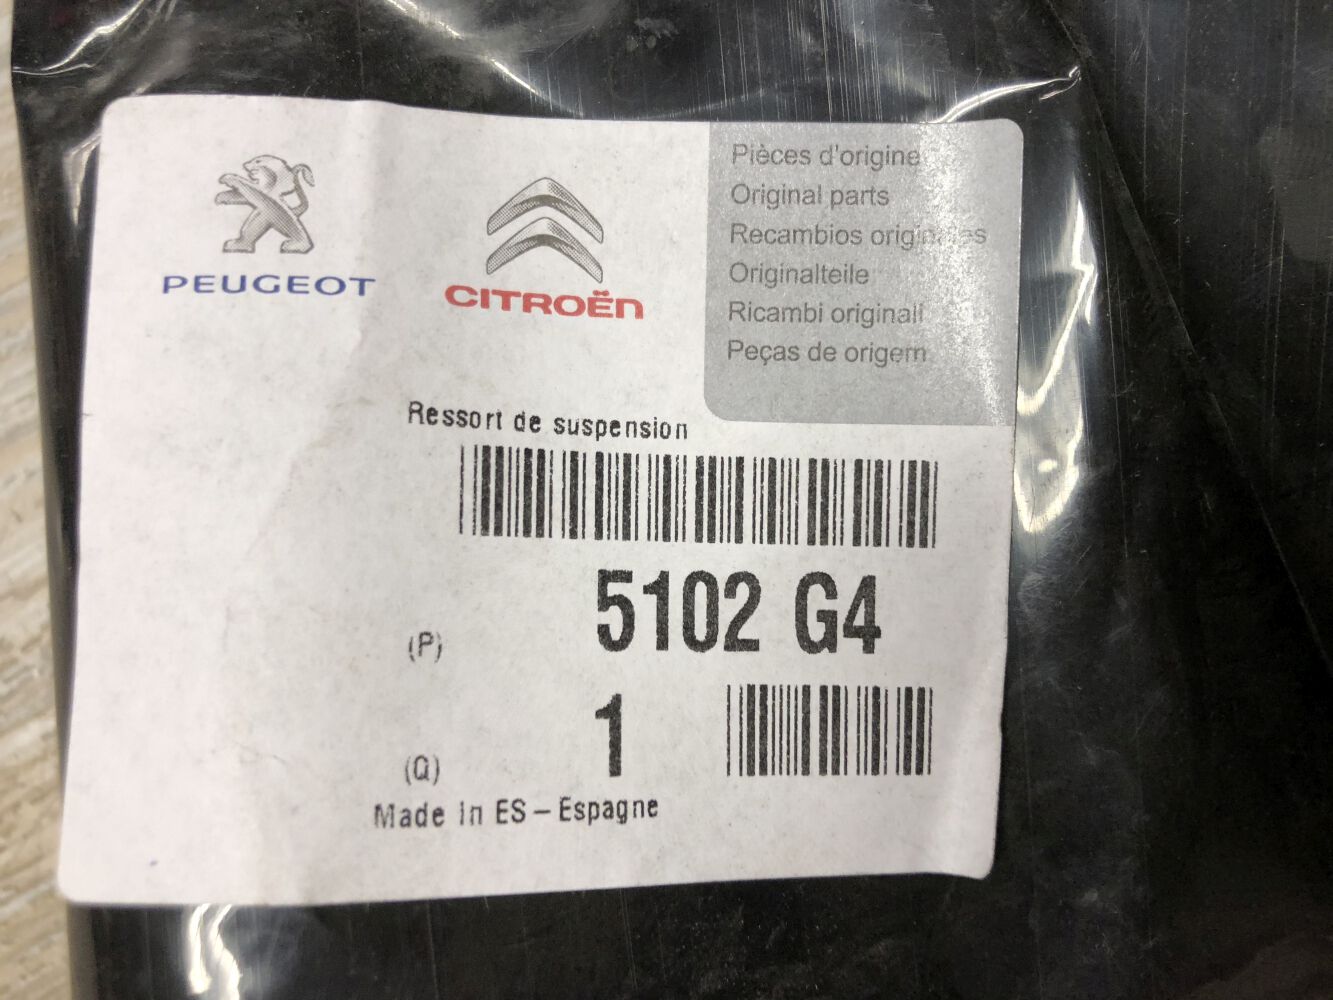 PEUGEOT
CITROËN
Pièces d'origine
Original parts
Recambios originales
Originalteile
Ricambi originali
Peças de origem
Ressort de suspension
(P) 5102 G4
(Q) 1
Made in ES - Espagne